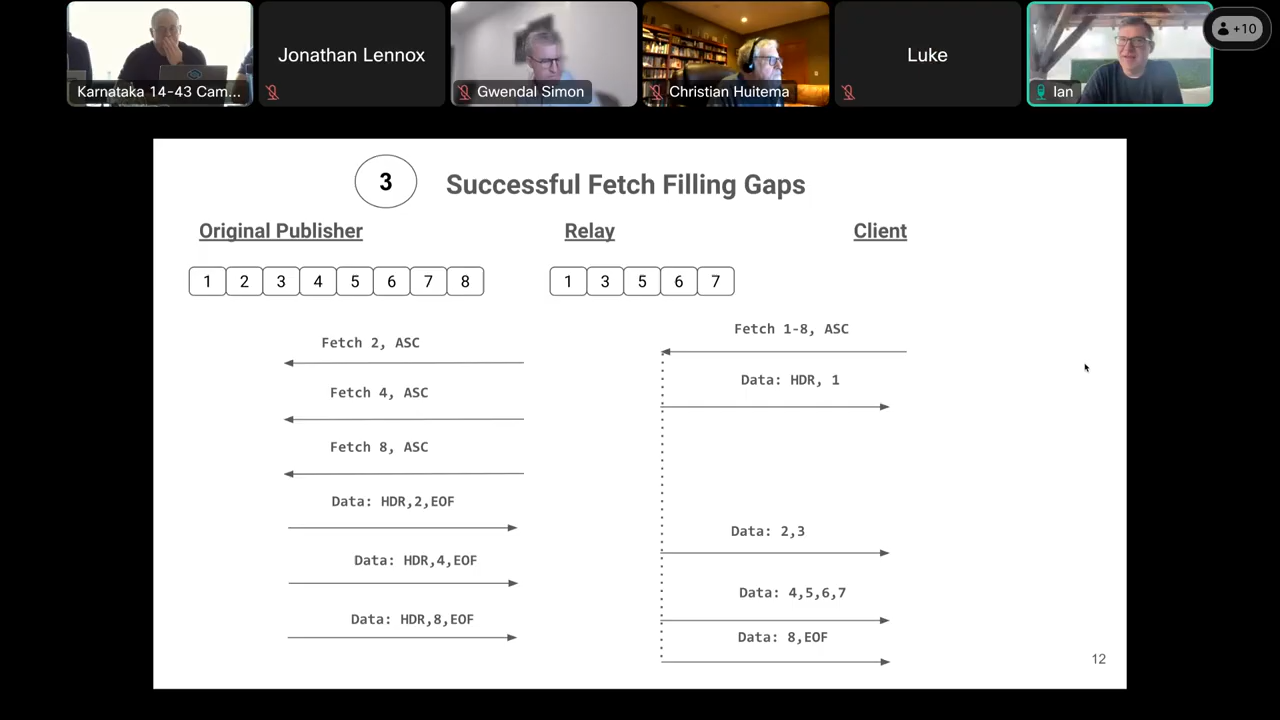 Karnataka 14-43 Cam...
Jonathan Lennox
Gwendal Simon
Christian Huitema
Luke
Ian
+10
3
Successful Fetch Filling Gaps
Original Publisher
Relay
Client
1 2 3 4 5 6 7 8
1 3 5 6 7
Fetch 1-8, ASC
Fetch 2, ASC
Data: HDR, 1
Fetch 4, ASC
Fetch 8, ASC
Data: HDR,2,EOF
Data: 2,3
Data: HDR,4,EOF
Data: 4,5,6,7
Data: HDR,8,EOF
Data: 8,EOF
12